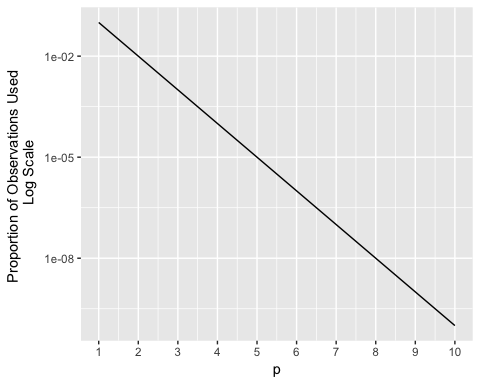 Proportion of Observations Used
Log Scale
1e-02
1e-05
1e-08
1 2 3 4 5 6 7 8 9 10
p